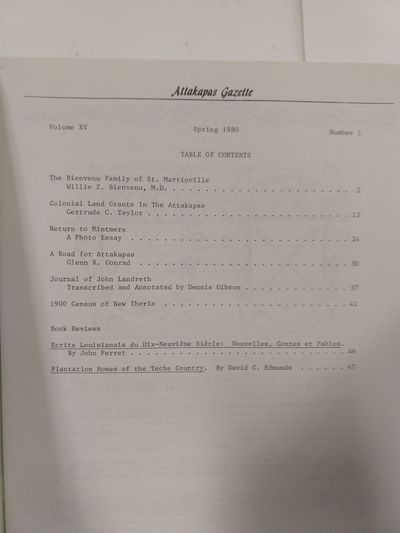 Attakapas Gazette
Volume XV Spring 1980 Number 1
TABLE OF CONTENTS
The Bienvenu Family of St. Martinville
Willie Z. Bienvenu, M.D. . . . . . . . . . . . . . . . . . . . . . 2
Colonial Land Grants In The Attakapas
Gertrude C. Taylor . . . . . . . . . . . . . . . . . . . . . . . . 13
Return to Mintmere
A Photo Essay . . . . . . . . . . . . . . . . . . . . . . . . . . 24
A Road for Attakapas
Glenn R. Conrad . . . . . . . . . . . . . . . . . . . . . . . . . 30
Journal of John Landreth
Transcribed and Annotated by Dennis Gibson . . . . . . . . . . . . 37
1900 Census of New Iberia . . . . . . . . . . . . . . . . . . . . . 41
Book Reviews
Ecrits Louisianais du Dix-Neuvième Siècle: Nouvelles, Contes et Fables.
By John Perret . . . . . . . . . . . . . . . . . . . . . . . . . . 46
Plantation Homes of the Teche Country. By David C. Edmunds . . . . . . 47